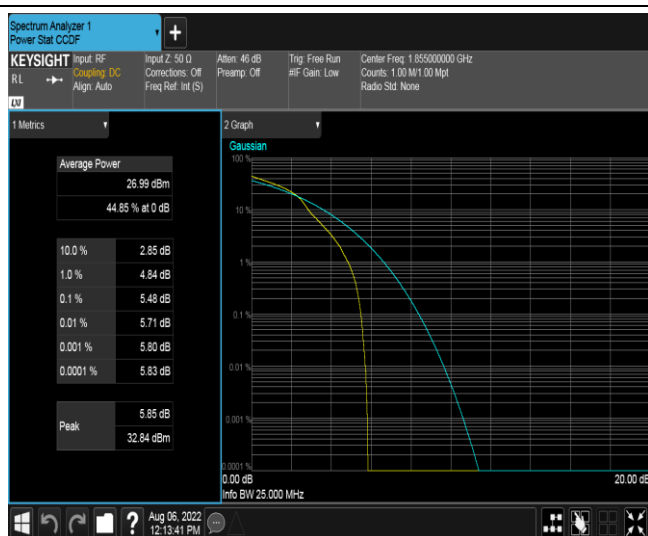 Spectrum Analyzer 1
Power Stat CCDF
+
KEYSIGHT Input: RF Input Z: 50 Ω Atten: 46 dB Trig: Free Run Center Freq: 1.855000000 GHz
RL Coupling: DC Corrections: Off Preamp: Off #IF Gain: Low Counts: 1.00 M/1.00 Mpt
Align: Auto Freq Ref: Int (S) Radio Std: None
LXI
1 Metrics
Average Power
26.99 dBm
44.85 % at 0 dB
10.0 % 2.85 dB
1.0 % 4.84 dB
0.1 % 5.48 dB
0.01 % 5.71 dB
0.001 % 5.80 dB
0.0001 % 5.83 dB
Peak 5.85 dB
32.84 dBm
2 Graph
Gaussian
100 %
10 %
1 %
0.1 %
0.01 %
0.001 %
0.0001 %
0.00 dB 20.00 dB
Info BW 25.000 MHz
? Aug 06, 2022
12:13:41 PM